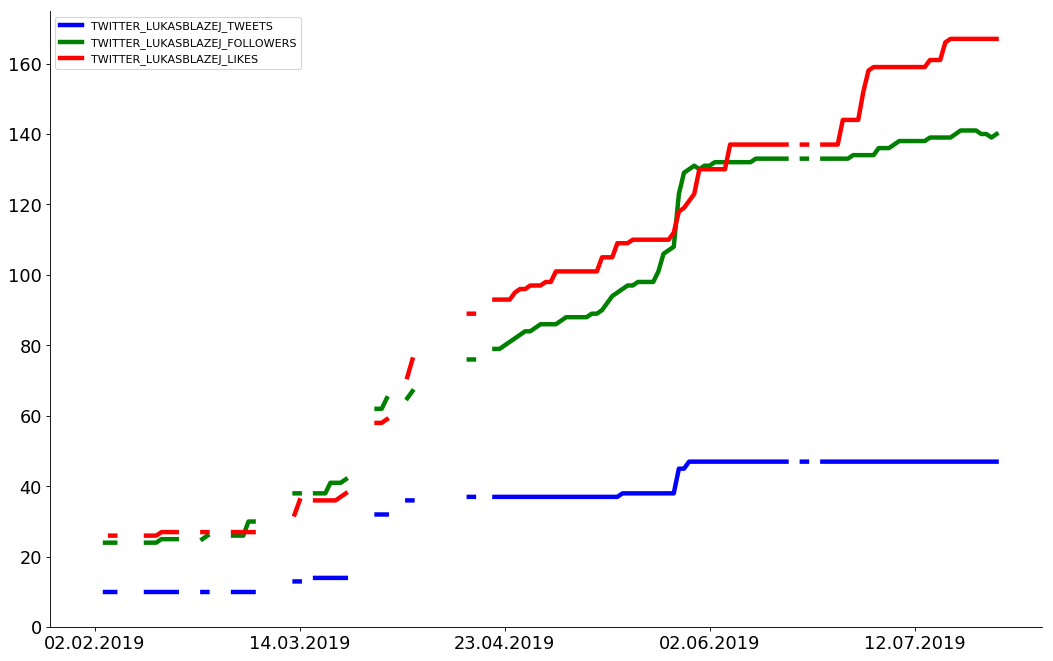 TWITTER_LUKASBLAZEJ_TWEETS
TWITTER_LUKASBLAZEJ_FOLLOWERS
TWITTER_LUKASBLAZEJ_LIKES
160
140
120
100
80
60
40
20
0
02.02.2019 14.03.2019 23.04.2019 02.06.2019 12.07.2019